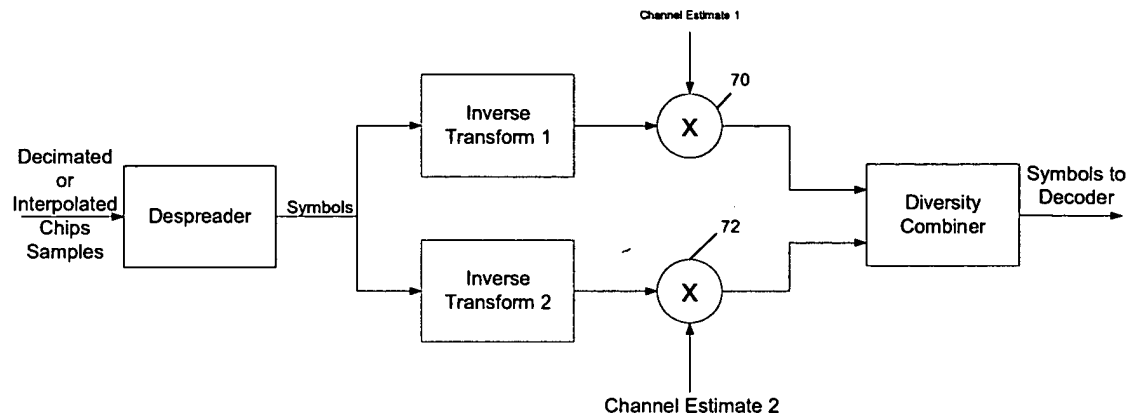 Channel Estimate 1
70
Inverse
Transform 1
X
Decimated
or
Interpolated
Chips
Samples
Despreader
Symbols
Diversity
Combiner
Symbols to
Decoder
72
Inverse
Transform 2
X
Channel Estimate 2